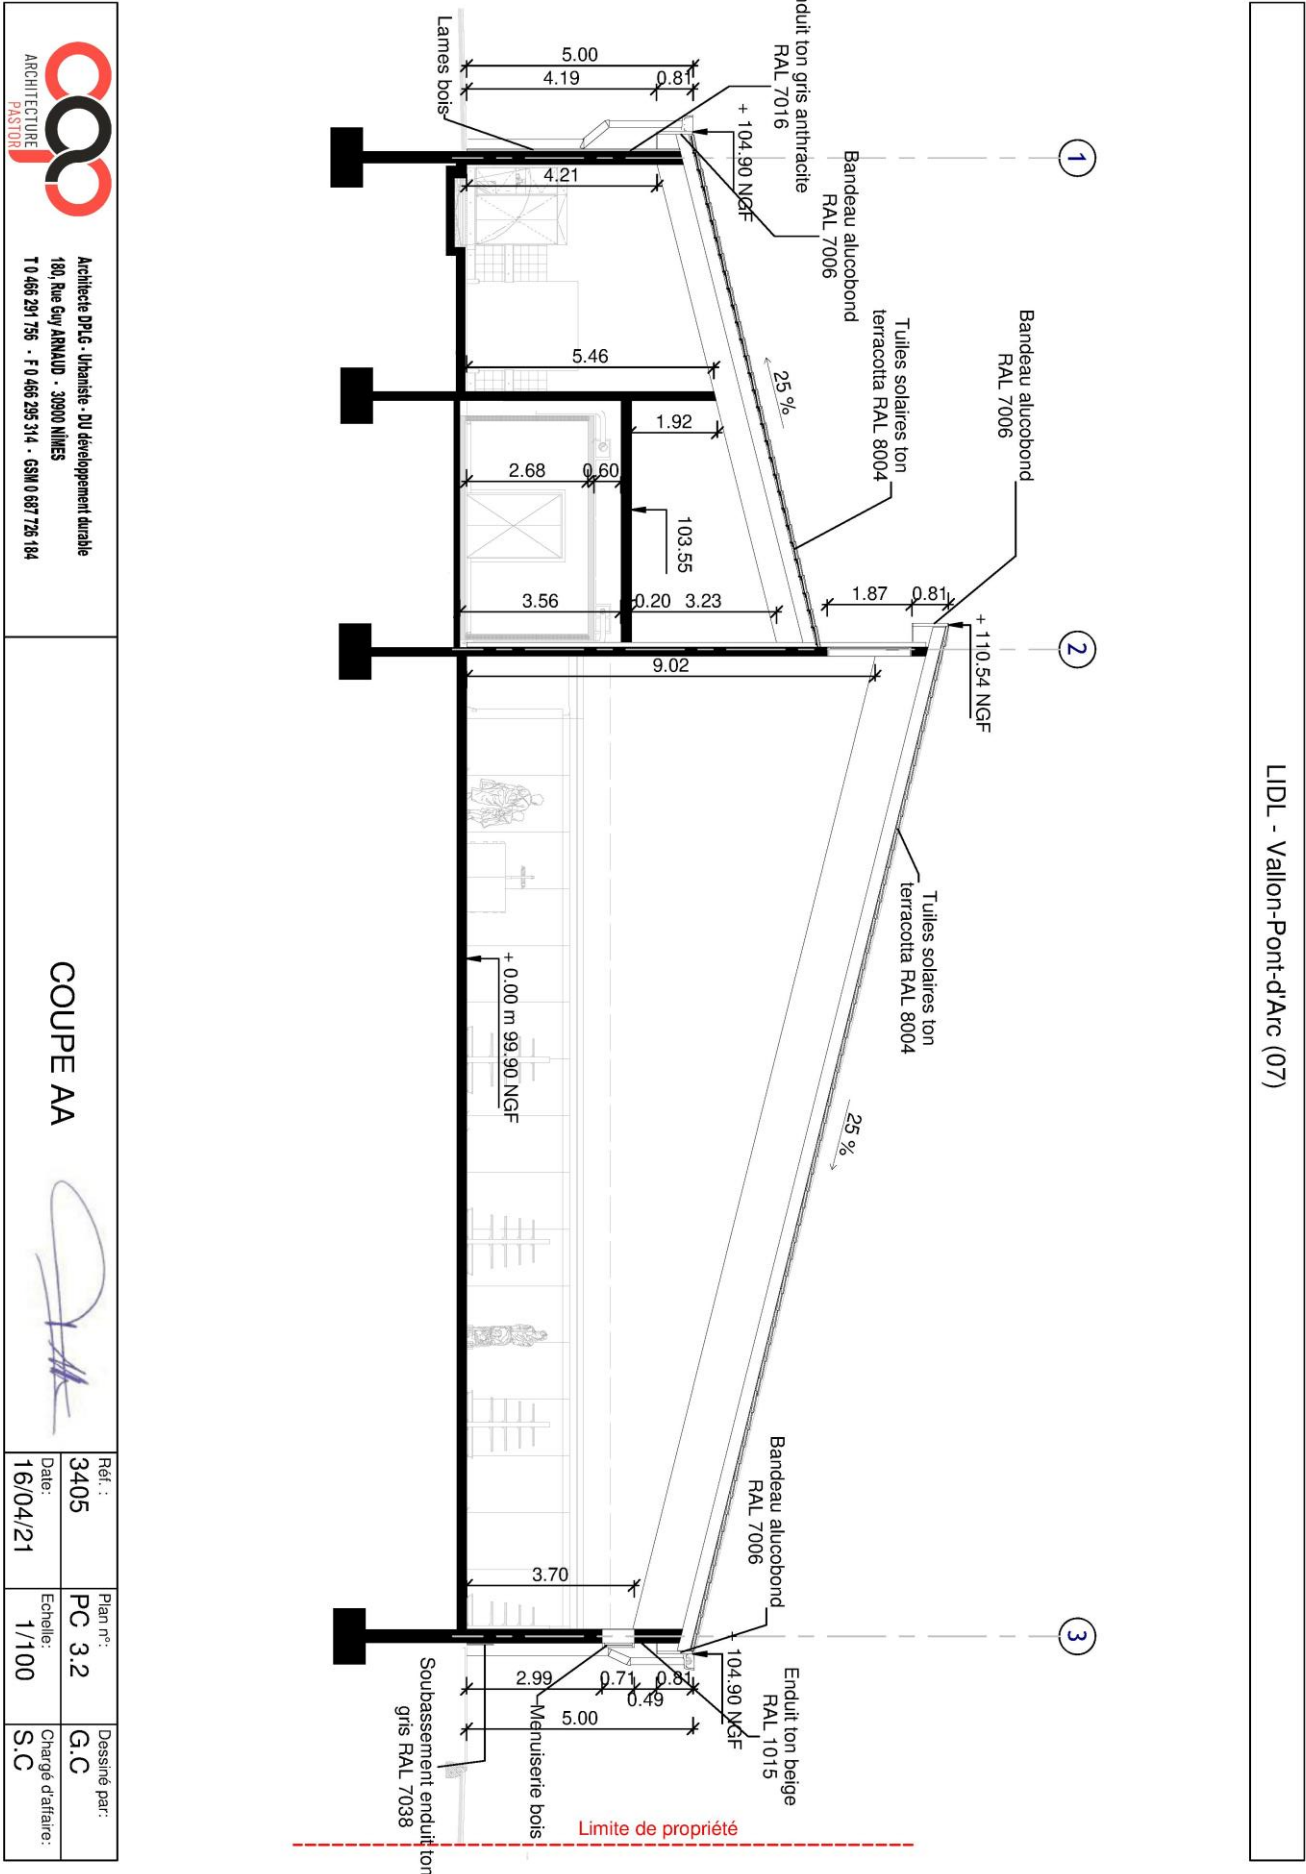 LIDL - Vallon-Pont-d'Arc (07)
1
2
3
Bandeau alucobond
RAL 7006
Tuiles solaires ton
terracotta RAL 8004
Bandeau alucobond
RAL 7006
duit ton gris anthracite
RAL 7016
+ 104.90 NGF
Lames bois
5.00
4.19
0.81
4.21
5.46
25 %
1.92
2.68
0.60
103.55
3.56
0.20
3.23
1.87
0.81
+ 110.54 NGF
9.02
Tuiles solaires ton
terracotta RAL 8004
25 %
+ 0.00 m 99.90 NGF
Bandeau alucobond
RAL 7006
3.70
+ 104.90 NGF
Enduit ton beige
RAL 1015
2.99
0.71
0.81
0.49
5.00
Menuiserie bois
Soubassement enduit ton
gris RAL 7038
Limite de propriété
cap
ARCHITECTURE
PASTOR
Architecte DPLG - Urbaniste - DU développement durable
180, Rue Guy ARNAUD - 30900 NÎMES
T 0 466 291 756 - F 0 466 295 314 - GSM 0 687 726 184
COUPE AA
Réf. :
3405
Date:
16/04/21
Plan n°:
PC 3.2
Echelle:
1/100
Dessiné par:
G.C
Chargé d'affaire:
S.C